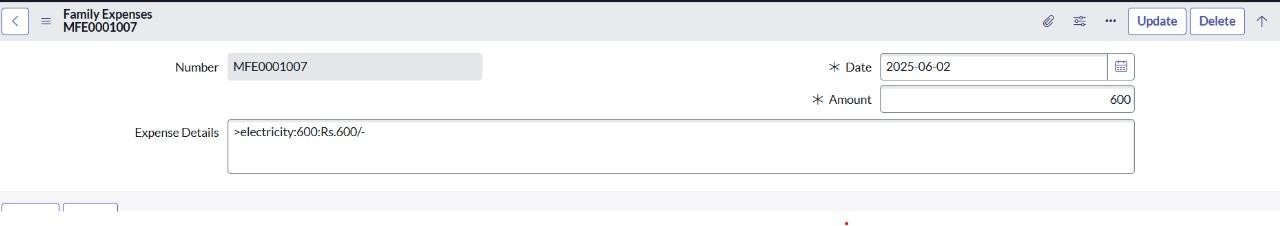 Family Expenses
MFE0001007
Update
Delete
Number
MFE0001007
* Date
2025-06-02
* Amount
600
Expense Details
>electricity:600:Rs.600/-